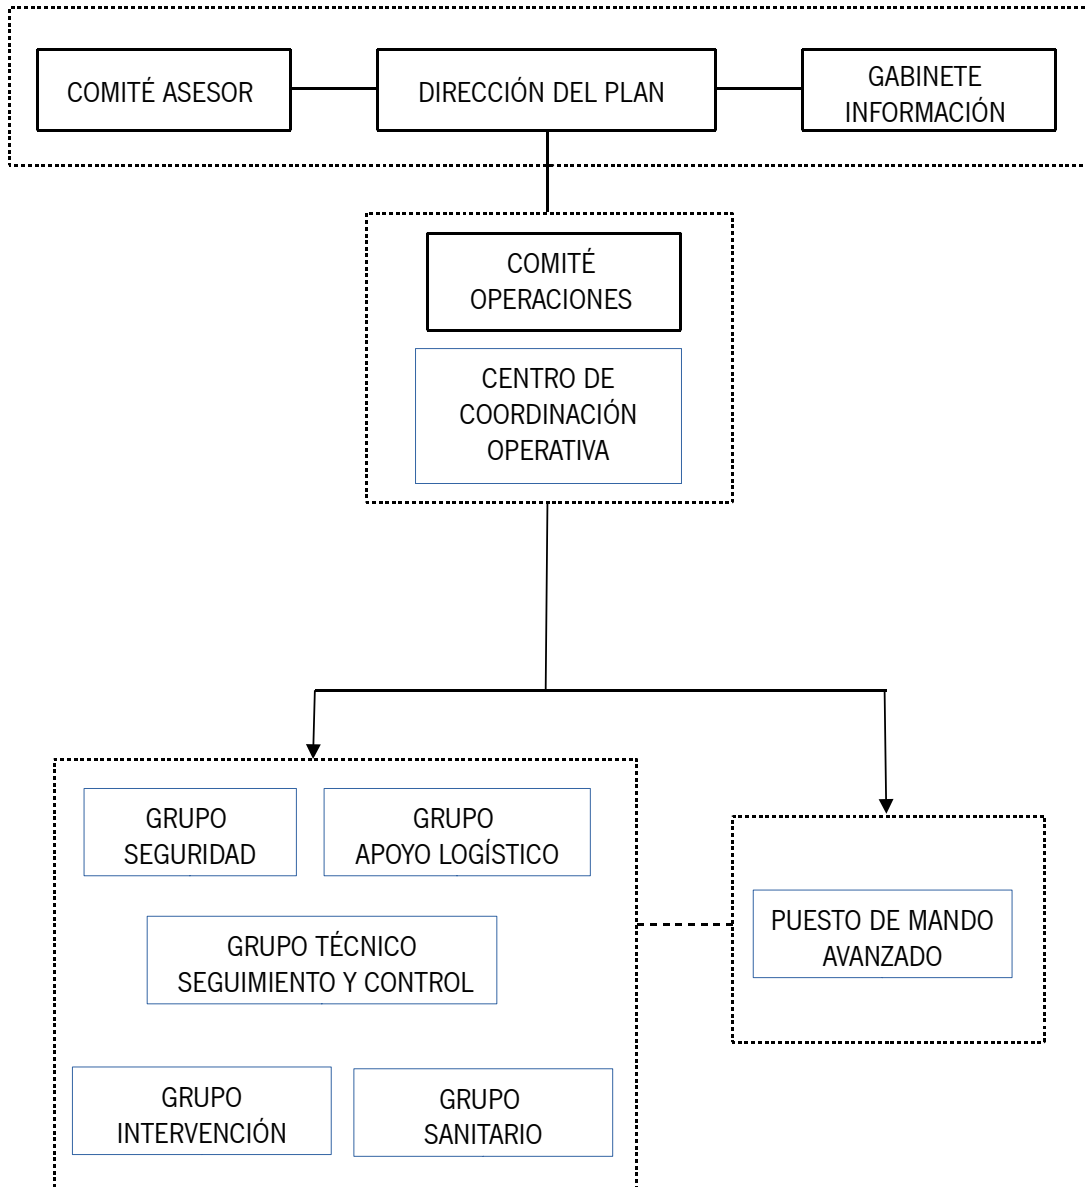 COMITÉ ASESOR
DIRECCIÓN DEL PLAN
GABINETE
INFORMACIÓN
COMITÉ
OPERACIONES
CENTRO DE
COORDINACIÓN
OPERATIVA
GRUPO
SEGURIDAD
GRUPO
APOYO LOGÍSTICO
GRUPO TÉCNICO
SEGUIMIENTO Y CONTROL
PUESTO DE MANDO
AVANZADO
GRUPO
INTERVENCIÓN
GRUPO
SANITARIO